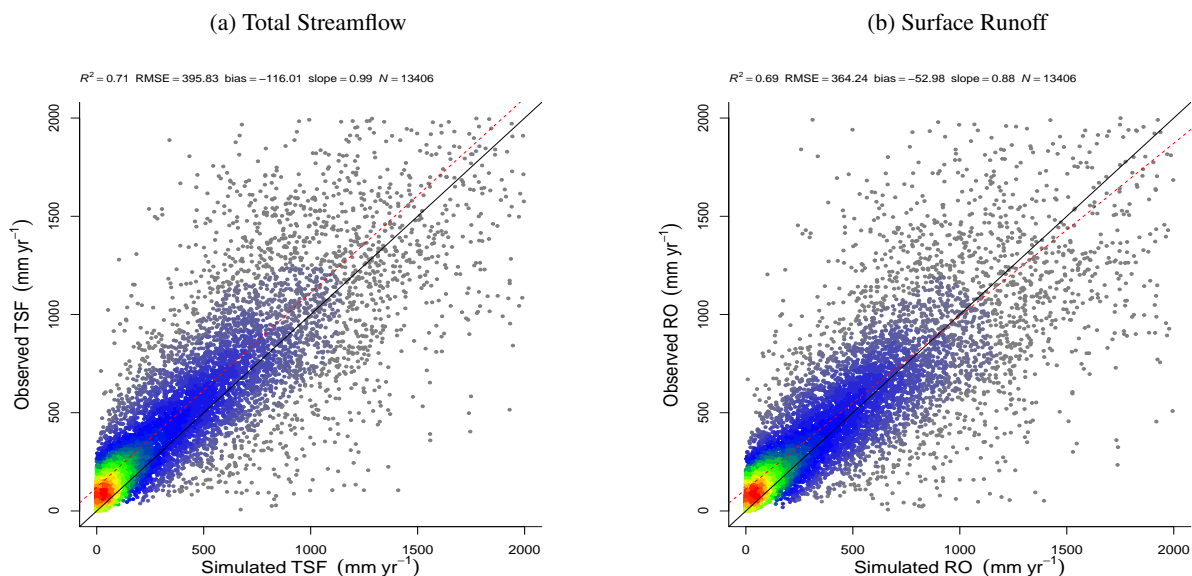 (a) Total Streamflow
R² = 0.71 RMSE = 395.83 bias = −116.01 slope = 0.99 N = 13406
2000
1500
1000
500
0
Observed TSF (mm yr⁻¹)
0 500 1000 1500 2000
Simulated TSF (mm yr⁻¹)
(b) Surface Runoff
R² = 0.69 RMSE = 364.24 bias = −52.98 slope = 0.88 N = 13406
2000
1500
1000
500
0
Observed RO (mm yr⁻¹)
0 500 1000 1500 2000
Simulated RO (mm yr⁻¹)